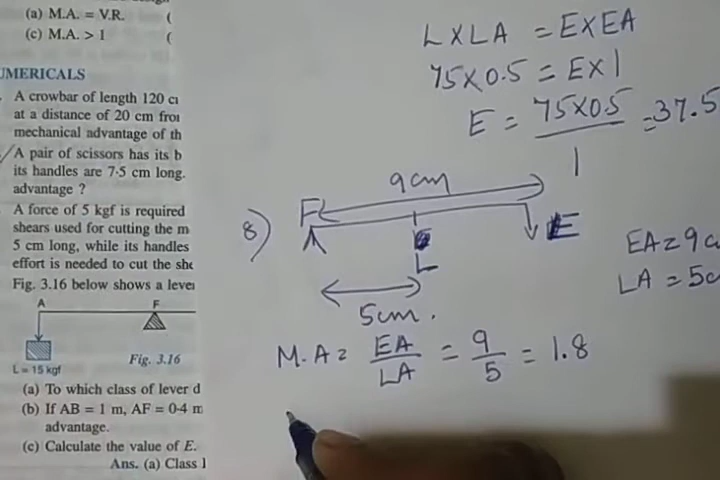 (a) M.A. = V.R. (
(c) M.A. > 1 (
UMERICALS
A crowbar of length 120 c
at a distance of 20 cm fro
mechanical advantage of th
A pair of scissors has its b
its handles are 7·5 cm long.
advantage ?
A force of 5 kgf is required
shears used for cutting the m
5 cm long, while its handles
effort is needed to cut the she
Fig. 3.16 below shows a lever
A F
L = 15 kgf
Fig. 3.16
(a) To which class of lever d
(b) If AB = 1 m, AF = 0·4 m
advantage.
(c) Calculate the value of E.
Ans. (a) Class I
L X LA = E X EA
75 X 0.5 = E X 1
E = 75 X 0.5 / 1 = 37.5
9cm
8) F E
L
5cm.
EA = 9c
LA = 5c
M.A = EA / LA = 9 / 5 = 1.8